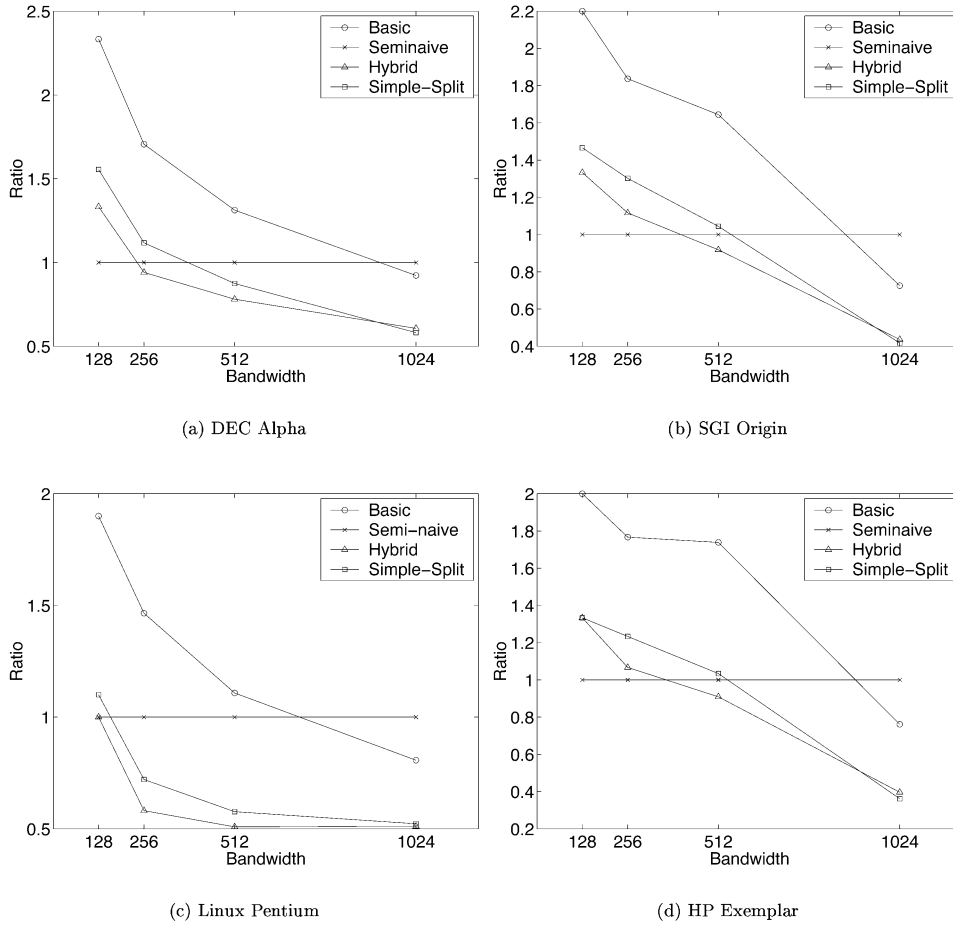 2.5
2
1.5
1
0.5
Ratio
128 256 512 1024
Bandwidth
Basic
Seminaive
Hybrid
Simple−Split
(a) DEC Alpha
2.2
2
1.8
1.6
1.4
1.2
1
0.8
0.6
0.4
Ratio
128 256 512 1024
Bandwidth
Basic
Seminaive
Hybrid
Simple−Split
(b) SGI Origin
2
1.5
1
0.5
Ratio
128 256 512 1024
Bandwidth
Basic
Semi−naive
Hybrid
Simple−Split
(c) Linux Pentium
2
1.8
1.6
1.4
1.2
1
0.8
0.6
0.4
0.2
Ratio
128 256 512 1024
Bandwidth
Basic
Seminaive
Hybrid
Simple−Split
(d) HP Exemplar